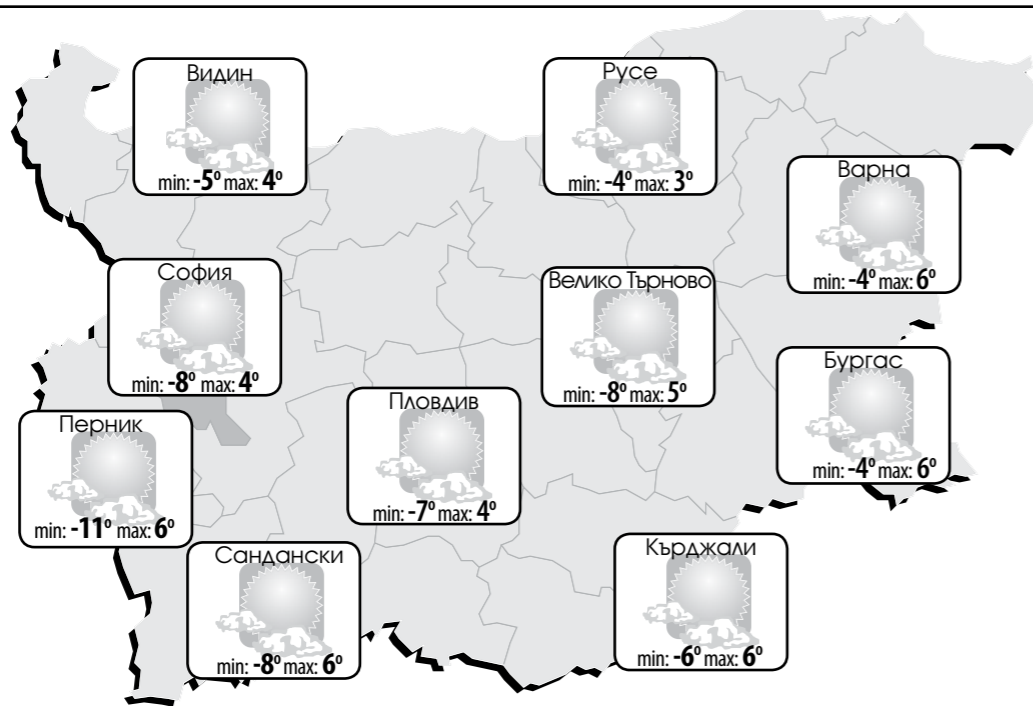 Видин
min: -5° max: 4°
Русе
min: -4° max: 3°
Варна
min: -4° max: 6°
София
min: -8° max: 4°
Велико Търново
min: -8° max: 5°
Бургас
min: -4° max: 6°
Пловдив
min: -7° max: 4°
Перник
min: -11° max: 6°
Сандански
min: -8° max: 6°
Кърджали
min: -6° max: 6°